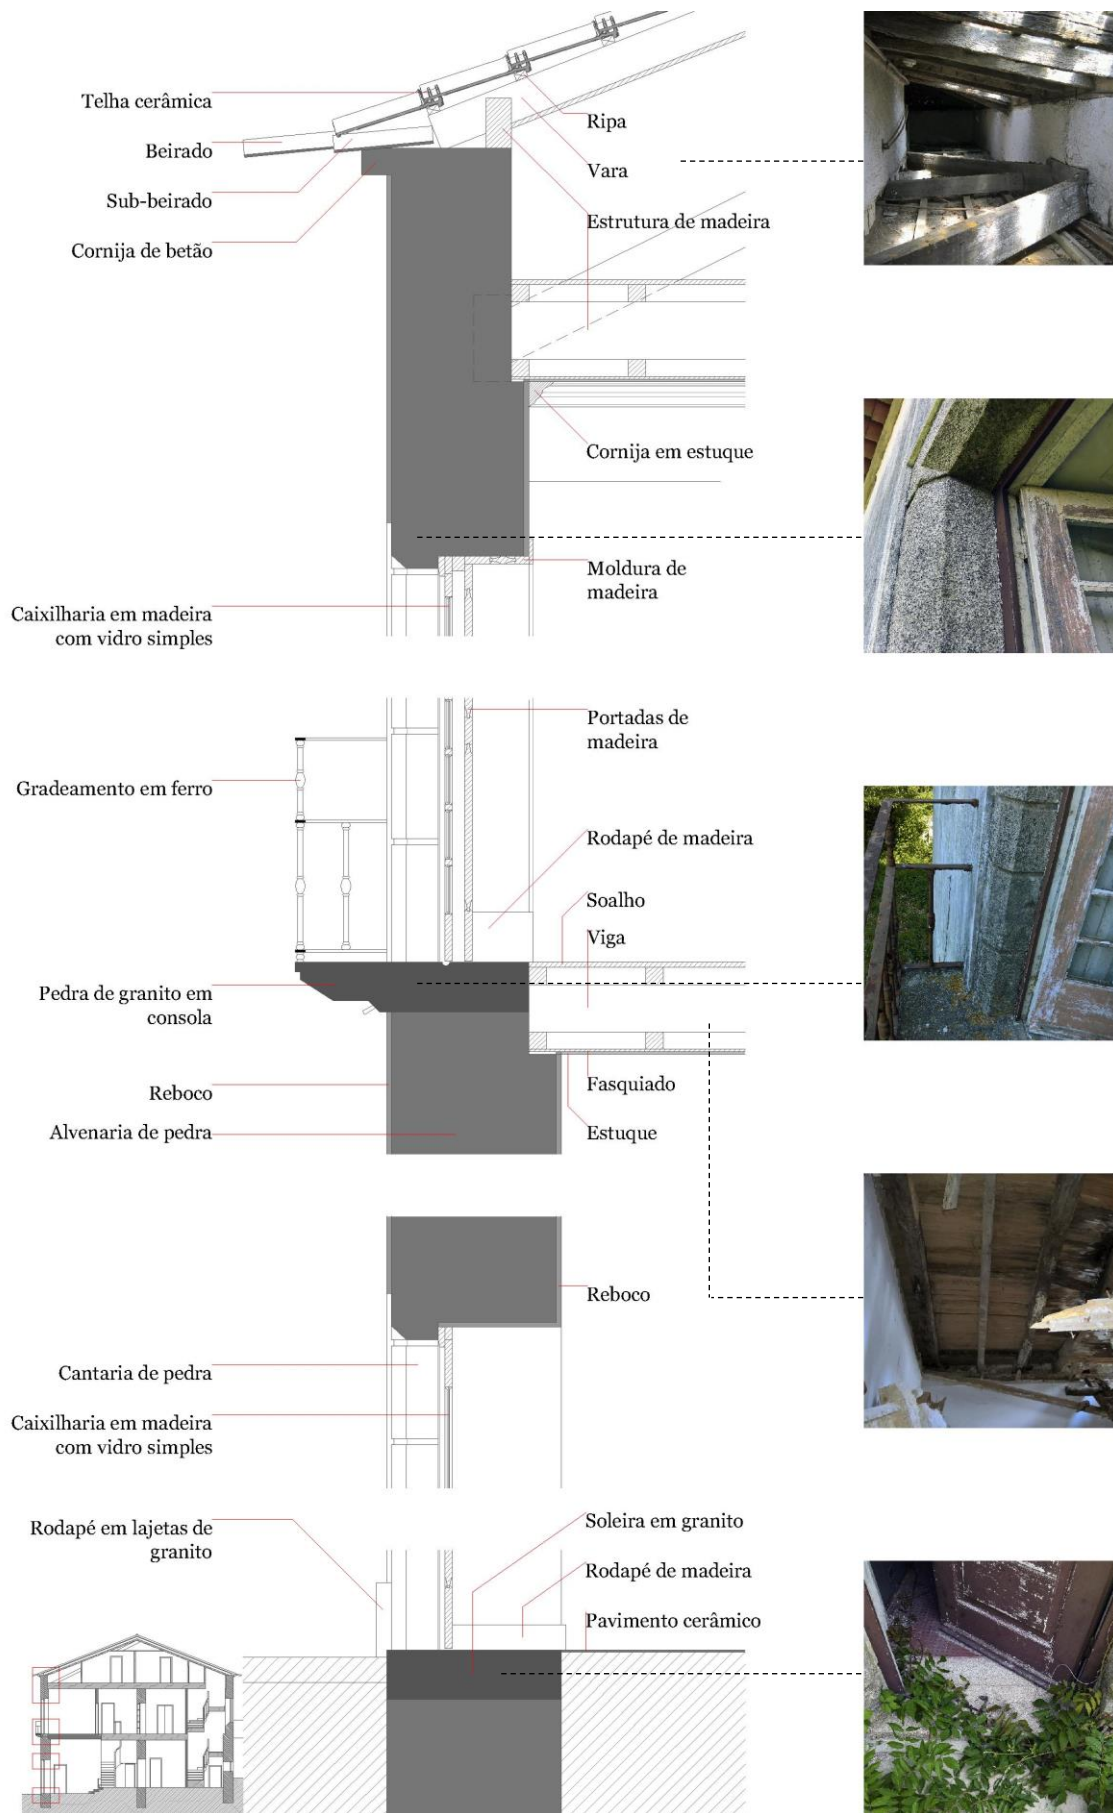 Telha cerâmica
Beirado
Sub-beirado
Cornija de betão
Ripa
Vara
Estrutura de madeira
Cornija em estuque
Moldura de
madeira
Caixilharia em madeira
com vidro simples
Portadas de
madeira
Gradeamento em ferro
Rodapé de madeira
Soalho
Viga
Pedra de granito em
consola
Reboco
Alvenaria de pedra
Fasquiado
Estuque
Reboco
Cantaria de pedra
Caixilharia em madeira
com vidro simples
Rodapé em lajetas de
granito
Soleira em granito
Rodapé de madeira
Pavimento cerâmico